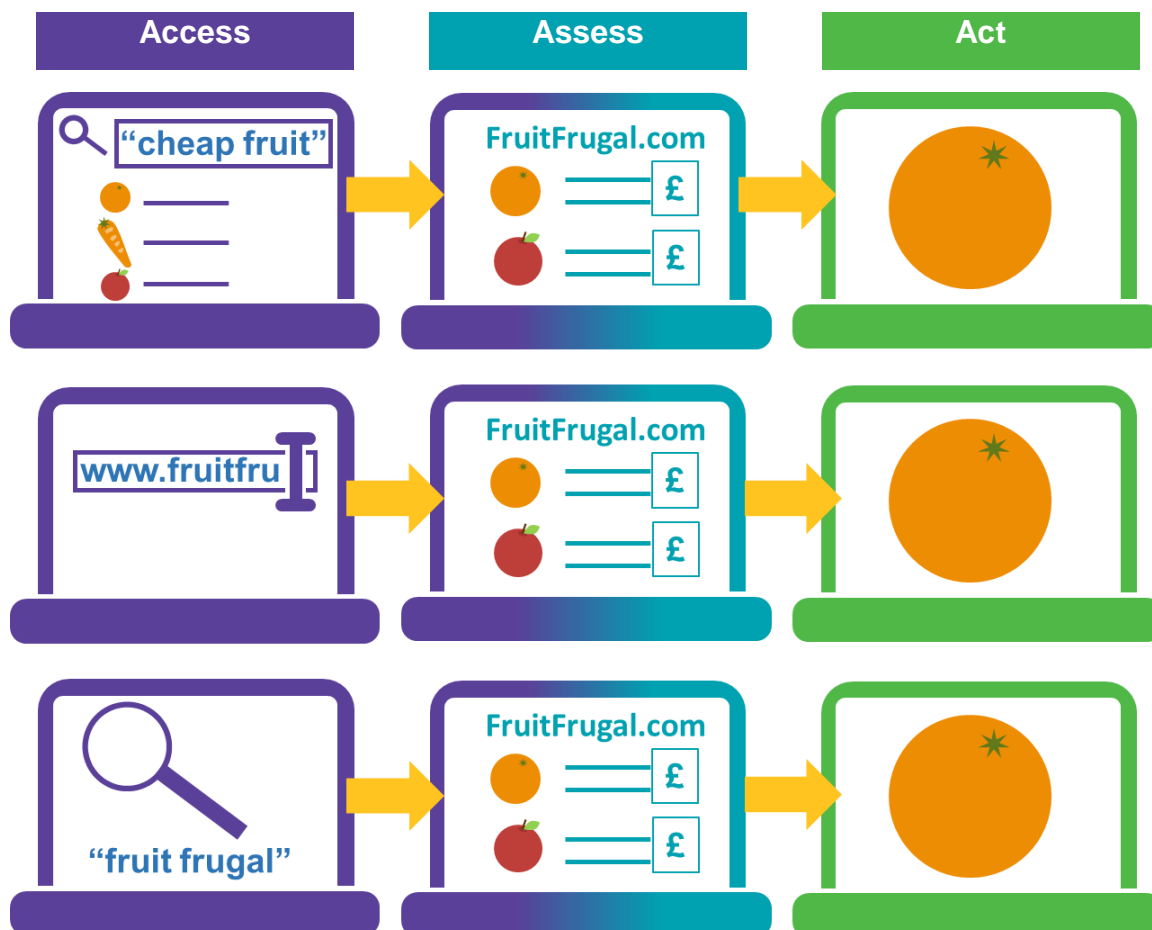 Access
Assess
Act
“cheap fruit”
FruitFrugal.com
£
£
www.fruitfru
FruitFrugal.com
£
£
“fruit frugal”
FruitFrugal.com
£
£